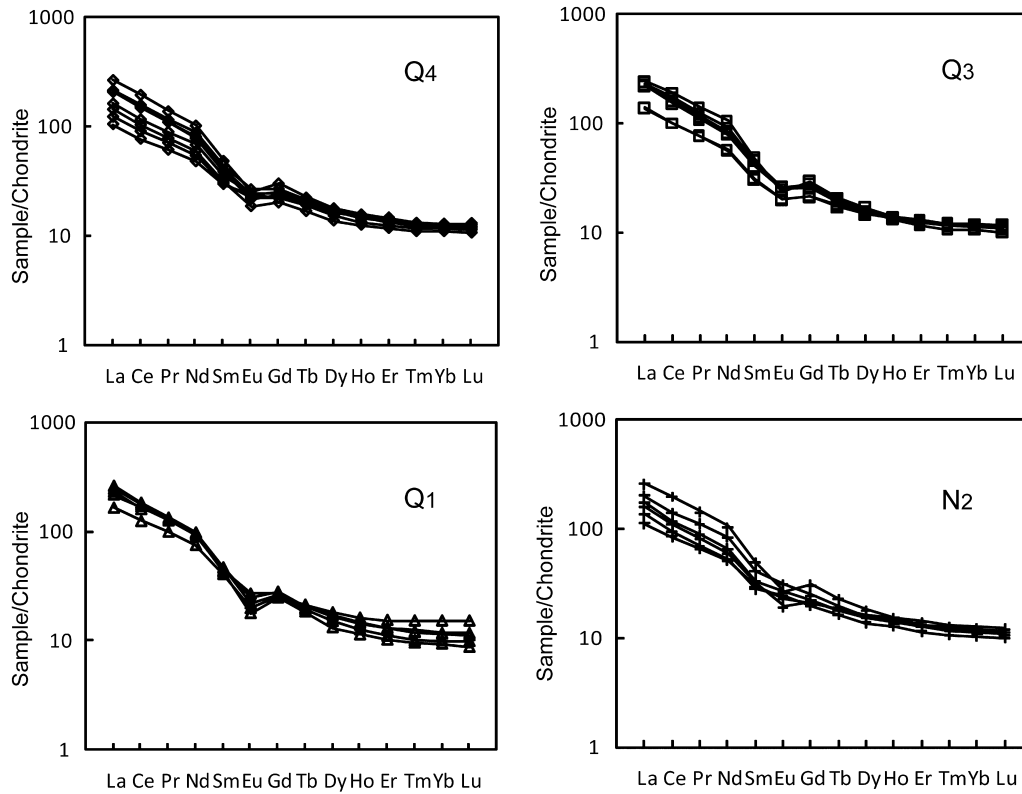 1000
100
10
1
Sample/Chondrite
Q4
La Ce Pr Nd Sm Eu Gd Tb Dy Ho Er Tm Yb Lu
1000
100
10
1
Sample/Chondrite
Q3
La Ce Pr Nd Sm Eu Gd Tb Dy Ho Er Tm Yb Lu
1000
100
10
1
Sample/Chondrite
Q1
La Ce Pr Nd Sm Eu Gd Tb Dy Ho Er Tm Yb Lu
1000
100
10
1
Sample/Chondrite
N2
La Ce Pr Nd Sm Eu Gd Tb Dy Ho Er Tm Yb Lu